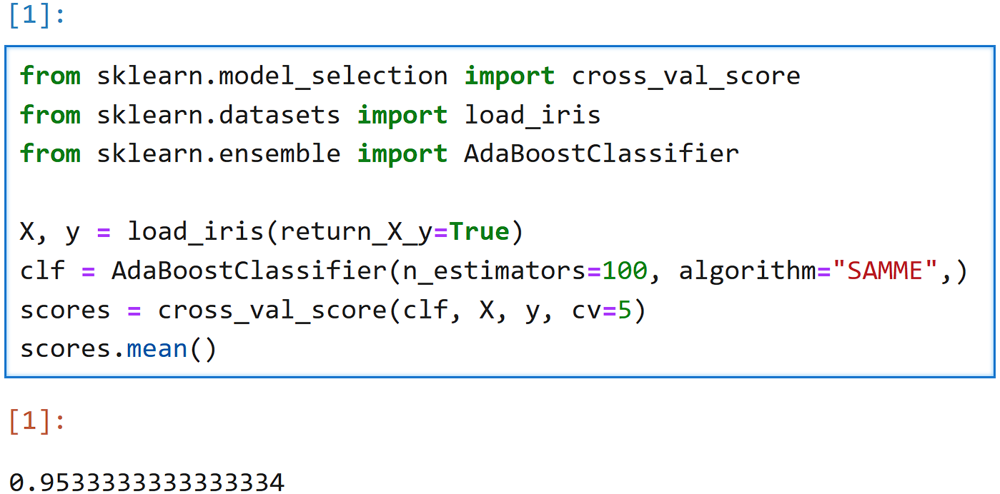 [1]:
from sklearn.model_selection import cross_val_score
from sklearn.datasets import load_iris
from sklearn.ensemble import AdaBoostClassifier
X, y = load_iris(return_X_y=True)
clf = AdaBoostClassifier(n_estimators=100, algorithm="SAMME",)
scores = cross_val_score(clf, X, y, cv=5)
scores.mean()
[1]:
0.9533333333333334